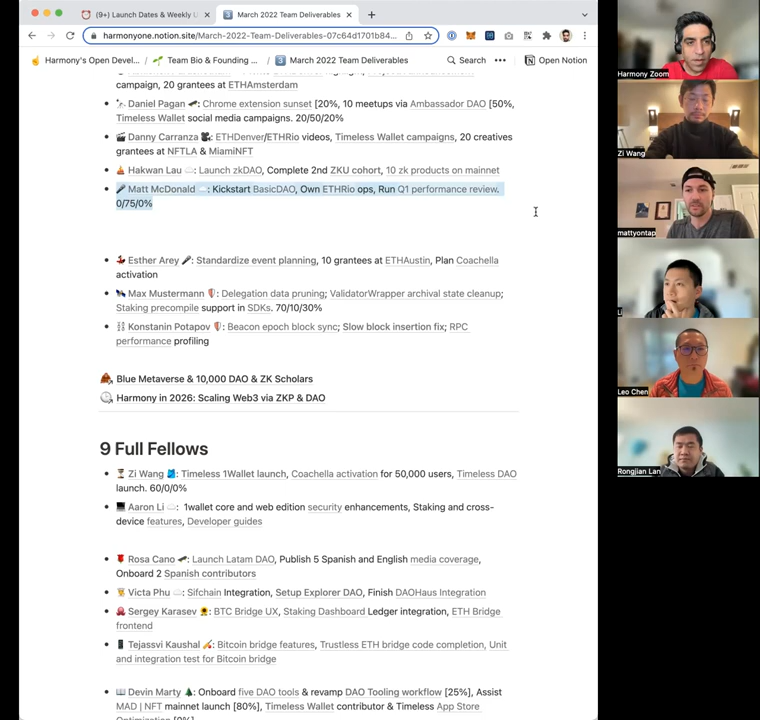 (9+) Launch Dates & Weekly U
March 2022 Team Deliverables
harmonyone.notion.site/March-2022-Team-Deliverables-07c64d1701b84...
Harmony's Open Devel...
/
Team Bio & Founding ...
/
March 2022 Team Deliverables
Search
Open Notion
campaign, 20 grantees at ETHAmsterdam
Daniel Pagan : Chrome extension sunset [20%, 10 meetups via Ambassador DAO [50%,
Timeless Wallet social media campaigns. 20/50/20%
Danny Carranza : ETHDenver/ETHRio videos, Timeless Wallet campaigns, 20 creatives
grantees at NFTLA & MiamiNFT
Hakwan Lau : Launch zkDAO, Complete 2nd ZKU cohort, 10 zk products on mainnet
Matt McDonald : Kickstart BasicDAO, Own ETHRio ops, Run Q1 performance review.
0/75/0%
Esther Arey : Standardize event planning, 10 grantees at ETHAustin, Plan Coachella
activation
Max Mustermann : Delegation data pruning; ValidatorWrapper archival state cleanup;
Staking precompile support in SDKs. 70/10/30%
Konstanin Potapov : Beacon epoch block sync; Slow block insertion fix; RPC
performance profiling
Blue Metaverse & 10,000 DAO & ZK Scholars
Harmony in 2026: Scaling Web3 via ZKP & DAO
9 Full Fellows
Zi Wang : Timeless 1Wallet launch, Coachella activation for 50,000 users, Timeless DAO
launch. 60/0/0%
Aaron Li : 1wallet core and web edition security enhancements, Staking and cross-
device features, Developer guides
Rosa Cano : Launch Latam DAO, Publish 5 Spanish and English media coverage,
Onboard 2 Spanish contributors
Victa Phu : Sifchain Integration, Setup Explorer DAO, Finish DAOHaus Integration
Sergey Karasev : BTC Bridge UX, Staking Dashboard Ledger integration, ETH Bridge
frontend
Tejassvi Kaushal : Bitcoin bridge features, Trustless ETH bridge code completion, Unit
and integration test for Bitcoin bridge
Devin Marty : Onboard five DAO tools & revamp DAO Tooling workflow [25%], Assist
MAD | NFT mainnet launch [80%], Timeless Wallet contributor & Timeless App Store
Optimization [0%]
Harmony Zoom
Zi Wang
mattyontap
Leo Chen
Rongjian Lan